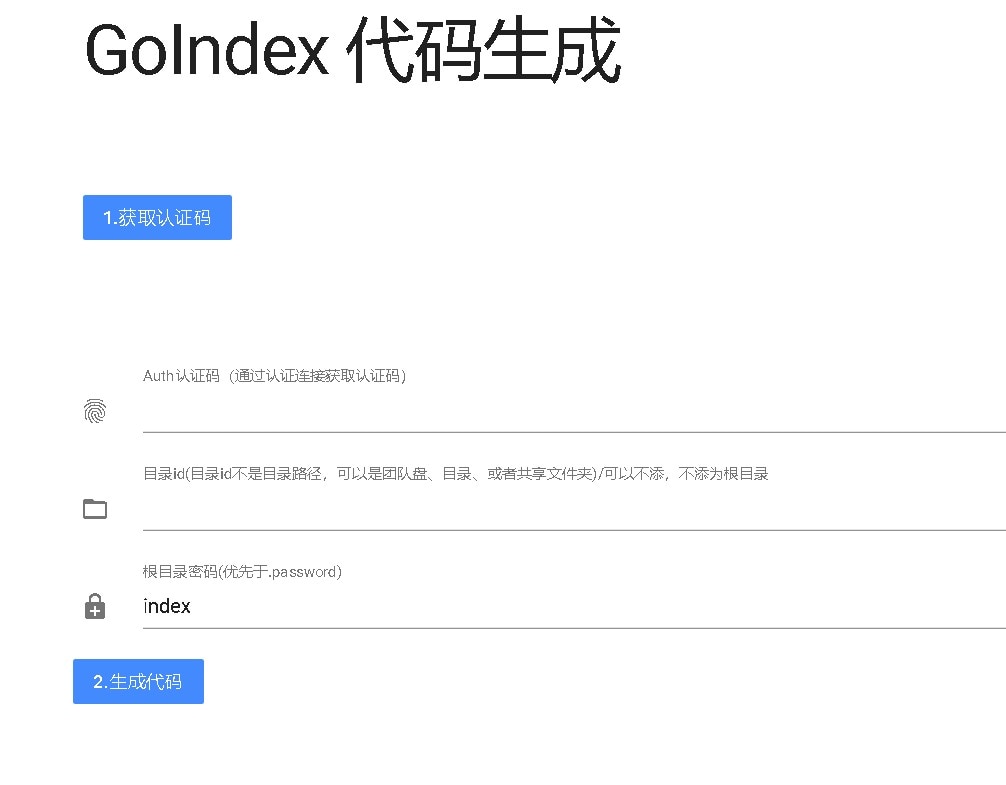 GoIndex 代码生成
1.获取认证码
Auth认证码（通过认证连接获取认证码）
目录id(目录id不是目录路径，可以是团队盘、目录、或者共享文件夹)/可以不添，不添为根目录
根目录密码(优先于.password)
index
2.生成代码